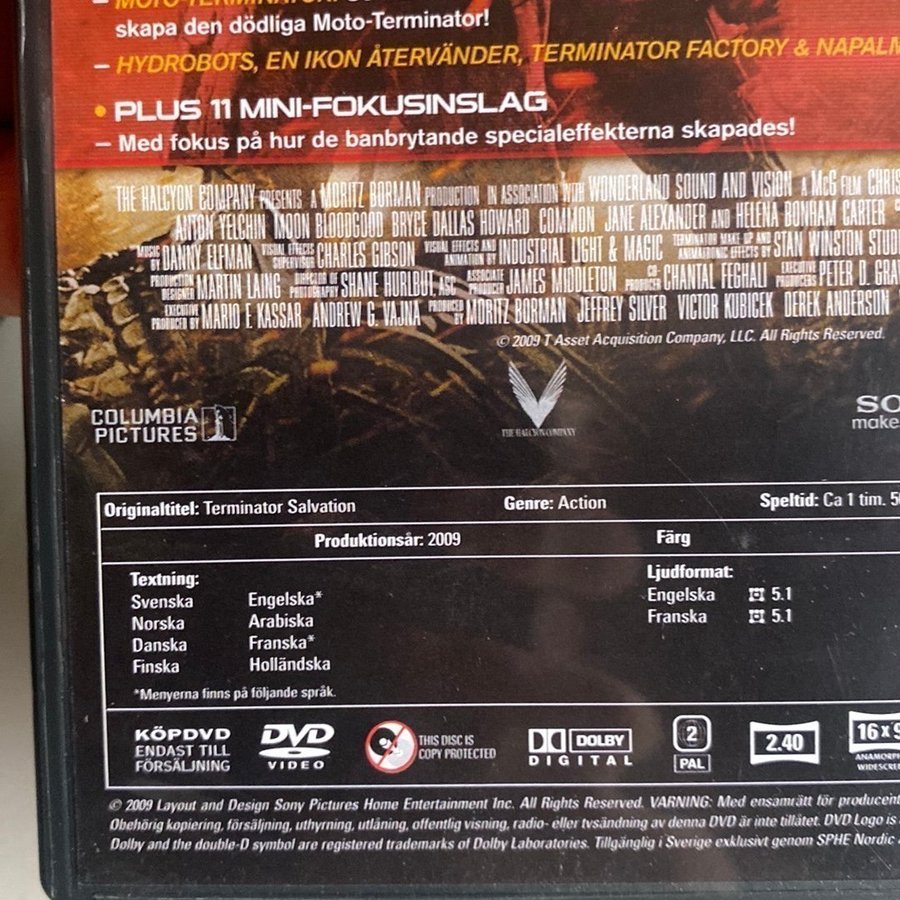 – MOTO-TERMINATOR:
skapa den dödliga Moto-Terminator!
– HYDROBOTS, EN IKON ÅTERVÄNDER, TERMINATOR FACTORY & NAPALM
• PLUS 11 MINI-FOKUSINSLAG
– Med fokus på hur de banbrytande specialeffekterna skapades!
THE HALCYON COMPANY PRESENTS A MORITZ BORMAN PRODUCTION IN ASSOCIATION WITH WONDERLAND SOUND AND VISION A McG FILM CHRIS
ANTON YELCHIN MOON BLOODGOOD BRYCE DALLAS HOWARD COMMON JANE ALEXANDER AND HELENA BONHAM CARTER
MUSIC BY DANNY ELFMAN VISUAL EFFECTS SUPERVISOR CHARLES GIBSON VISUAL EFFECTS AND ANIMATION BY INDUSTRIAL LIGHT & MAGIC TERMINATOR MAKE UP AND ANIMATRONIC EFFECTS BY STAN WINSTON STUD
PRODUCTION DESIGNER MARTIN LAING DIRECTOR OF PHOTOGRAPHY SHANE HURLBUT ASC ASSOCIATE PRODUCER JAMES MIDDLETON CO-PRODUCER CHANTAL FEGHALI EXECUTIVE PRODUCERS PETER D. GRA
EXECUTIVE PRODUCED BY MARIO F. KASSAR ANDREW G. VAJNA PRODUCED BY MORITZ BORMAN JEFFREY SILVER VICTOR KUBICEK DEREK ANDERSON
© 2009 T Asset Acquisition Company, LLC. All Rights Reserved.
COLUMBIA PICTURES
THE HALCYON COMPANY
SO
make
Originaltitel: Terminator Salvation Genre: Action Speltid: Ca 1 tim. 5
Produktionsår: 2009 Färg
Textning:
Svenska Engelska*
Norska Arabiska
Danska Franska*
Finska Holländska
*Menyerna finns på följande språk.
Ljudformat:
Engelska 5.1
Franska 5.1
KÖPDVD
ENDAST TILL
FÖRSÄLJNING
DVD
VIDEO
THIS DISC IS
COPY PROTECTED
DOLBY
DIGITAL
2
PAL
2.40
16x9
ANAMORPH
WIDESCREE
© 2009 Layout and Design Sony Pictures Home Entertainment Inc. All Rights Reserved. VARNING: Med ensamrätt för producent
Obehörig kopiering, försäljning, uthyrning, utlåning, offentlig visning, radio- eller tvsändning av denna DVD är inte tillåtet. DVD Logo is
Dolby and the double-D symbol are registered trademarks of Dolby Laboratories. Tillgänglig i Sverige exklusivt genom SPHE Nordic